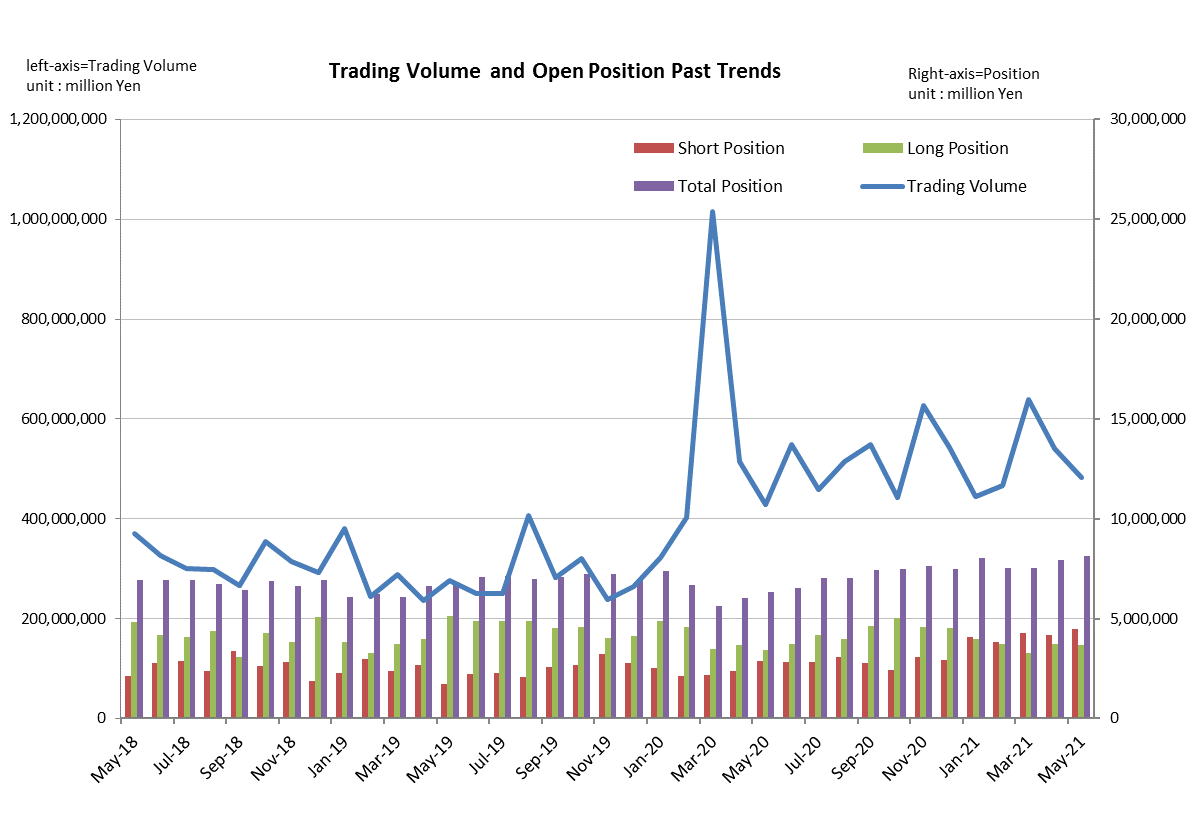 left-axis=Trading Volume
unit : million Yen
Trading Volume and Open Position Past Trends
Right-axis=Position
unit : million Yen
1,200,000,000
1,000,000,000
800,000,000
600,000,000
400,000,000
200,000,000
0
30,000,000
25,000,000
20,000,000
15,000,000
10,000,000
5,000,000
0
Short Position
Long Position
Total Position
Trading Volume
May-18
Jul-18
Sep-18
Nov-18
Jan-19
Mar-19
May-19
Jul-19
Sep-19
Nov-19
Jan-20
Mar-20
May-20
Jul-20
Sep-20
Nov-20
Jan-21
Mar-21
May-21